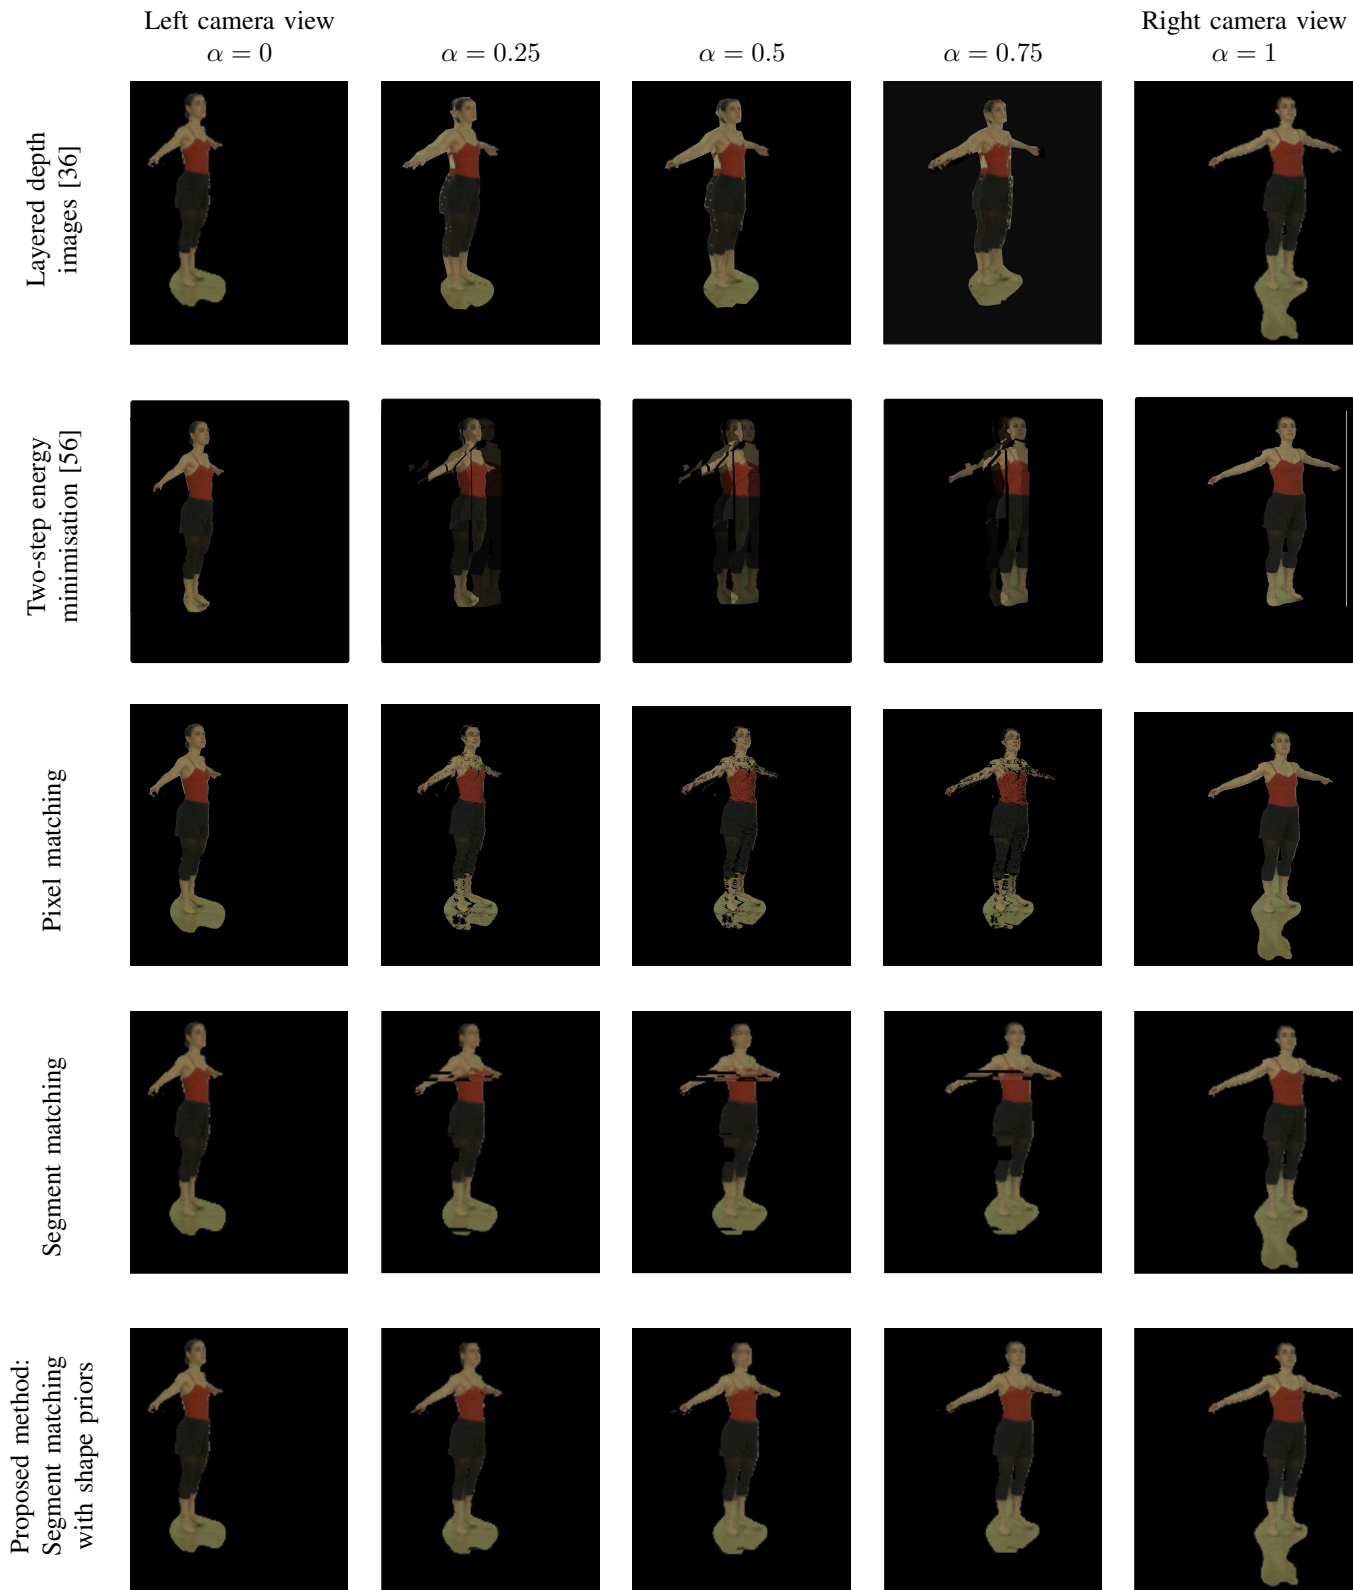 Left camera view
α = 0
α = 0.25
α = 0.5
α = 0.75
Right camera view
α = 1
Layered depth
images [36]
Two-step energy
minimisation [56]
Pixel matching
Segment matching
Proposed method:
Segment matching
with shape priors